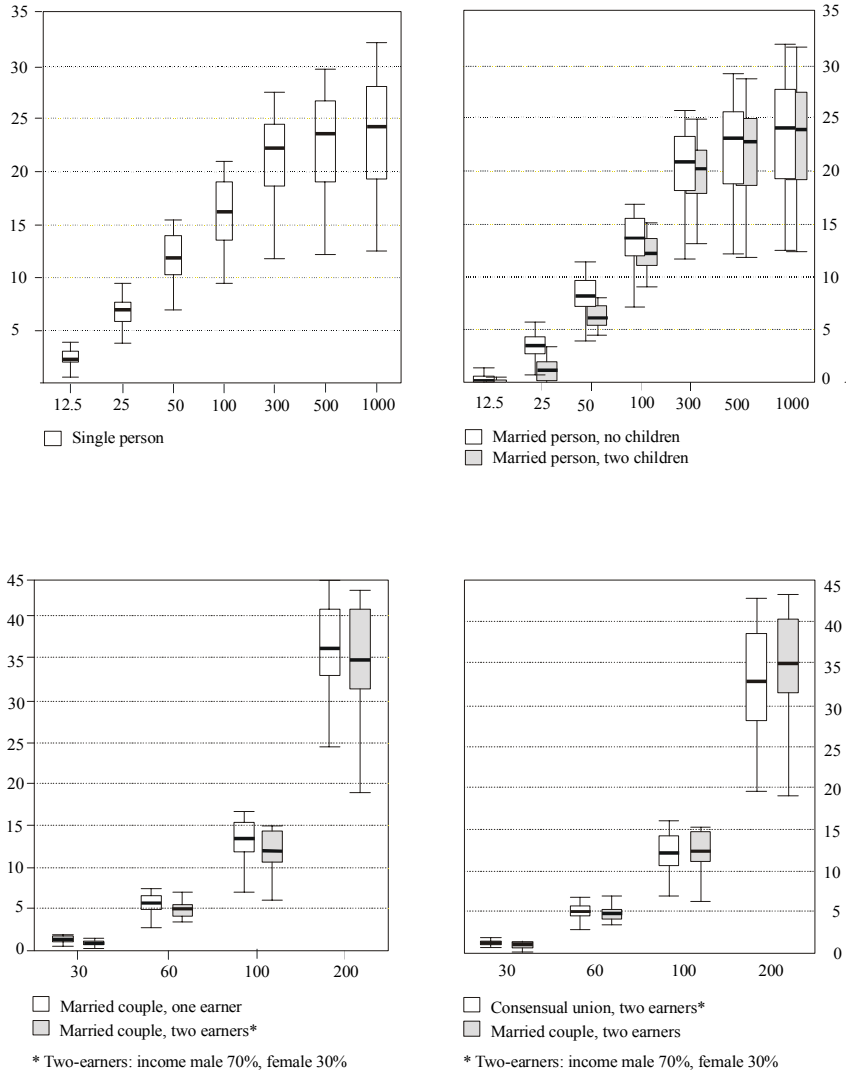 35
30
25
20
15
10
5
12.5 25 50 100 300 500 1000
Single person
35
30
25
20
15
10
5
0
12.5 25 50 100 300 500 1000
Married person, no children
Married person, two children
45
40
35
30
25
20
15
10
5
0
30 60 100 200
Married couple, one earner
Married couple, two earners*
* Two-earners: income male 70%, female 30%
45
40
35
30
25
20
15
10
5
0
30 60 100 200
Consensual union, two earners*
Married couple, two earners
* Two-earners: income male 70%, female 30%